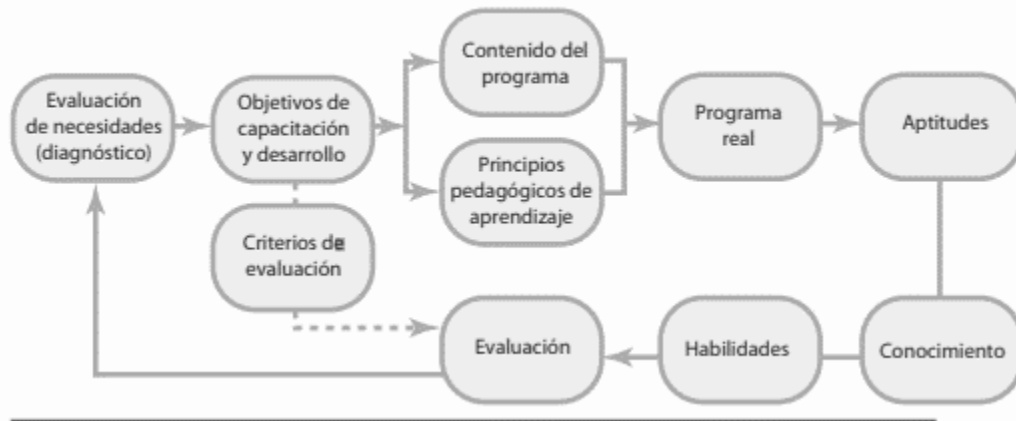 Evaluación
de necesidades
(diagnóstico)
Objetivos de
capacitación
y desarrollo
Contenido del
programa
Principios
pedagógicos de
aprendizaje
Programa
real
Aptitudes
Criterios de
evaluación
Evaluación
Habilidades
Conocimiento